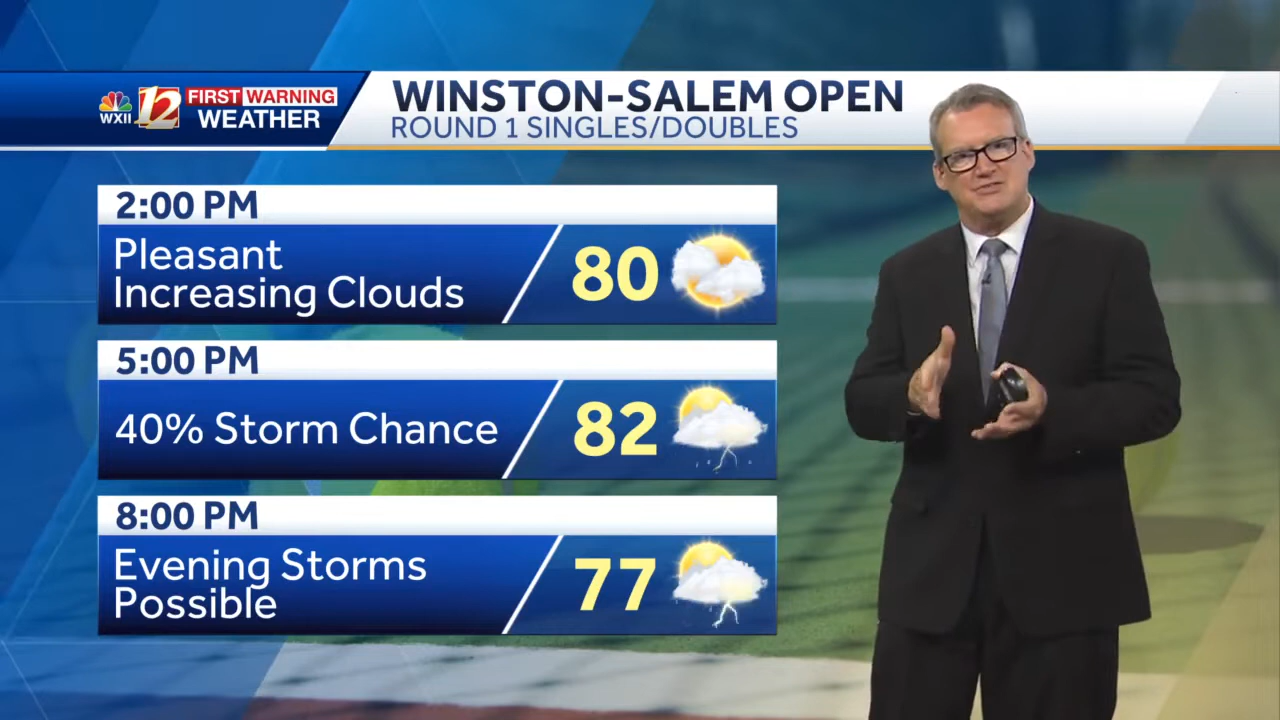 WXII 12 FIRST WARNING
WEATHER
WINSTON-SALEM OPEN
ROUND 1 SINGLES/DOUBLES
2:00 PM
Pleasant
Increasing Clouds
80
5:00 PM
40% Storm Chance
82
8:00 PM
Evening Storms
Possible
77